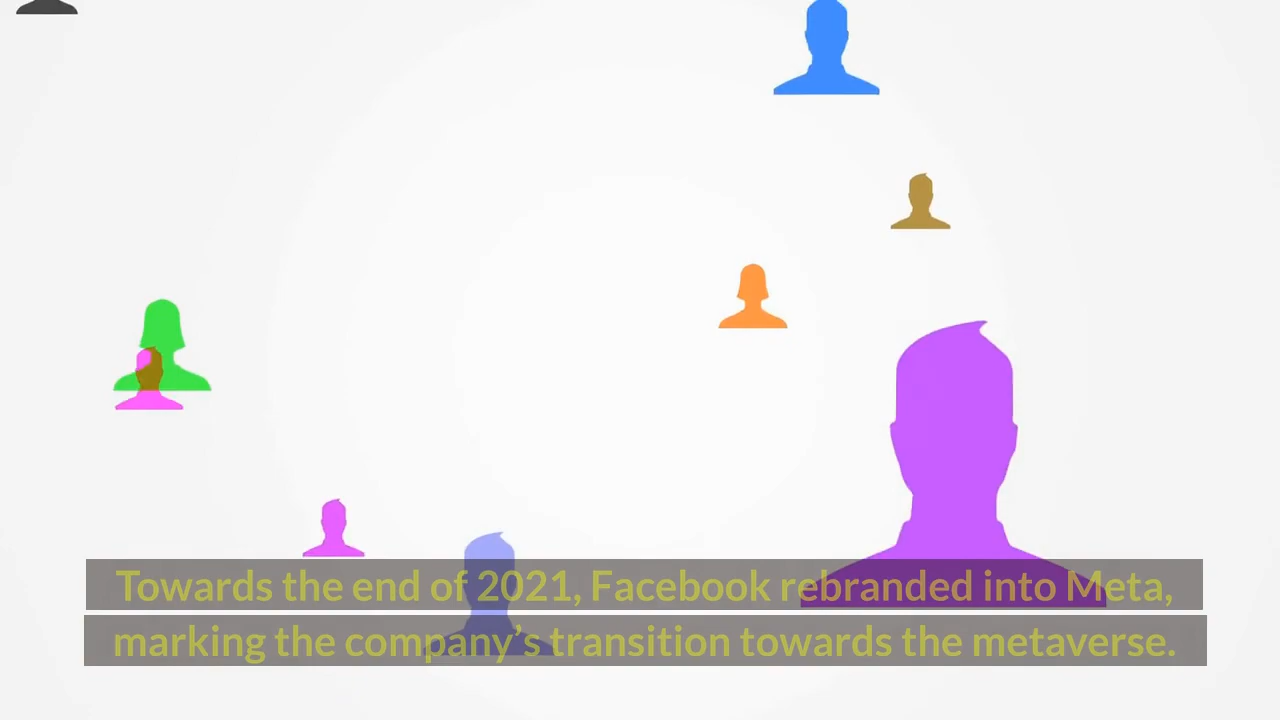 Towards the end of 2021, Facebook rebranded into Meta,
marking the company’s transition towards the metaverse.